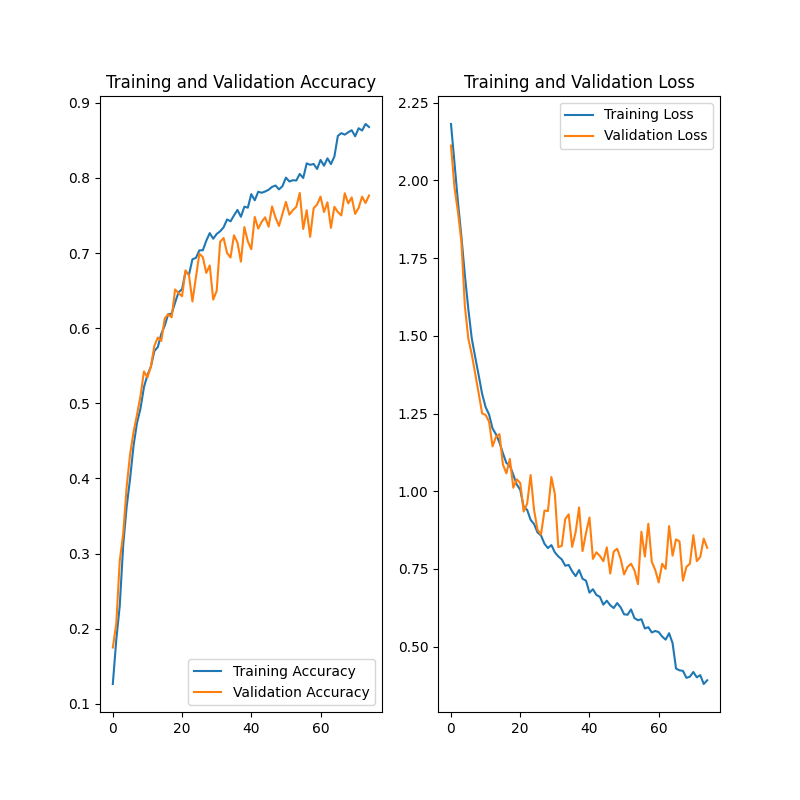 Training and Validation Accuracy
0.9
0.8
0.7
0.6
0.5
0.4
0.3
0.2
0.1
Training Accuracy
Validation Accuracy
0 20 40 60
Training and Validation Loss
2.25
2.00
1.75
1.50
1.25
1.00
0.75
0.50
Training Loss
Validation Loss
0 20 40 60